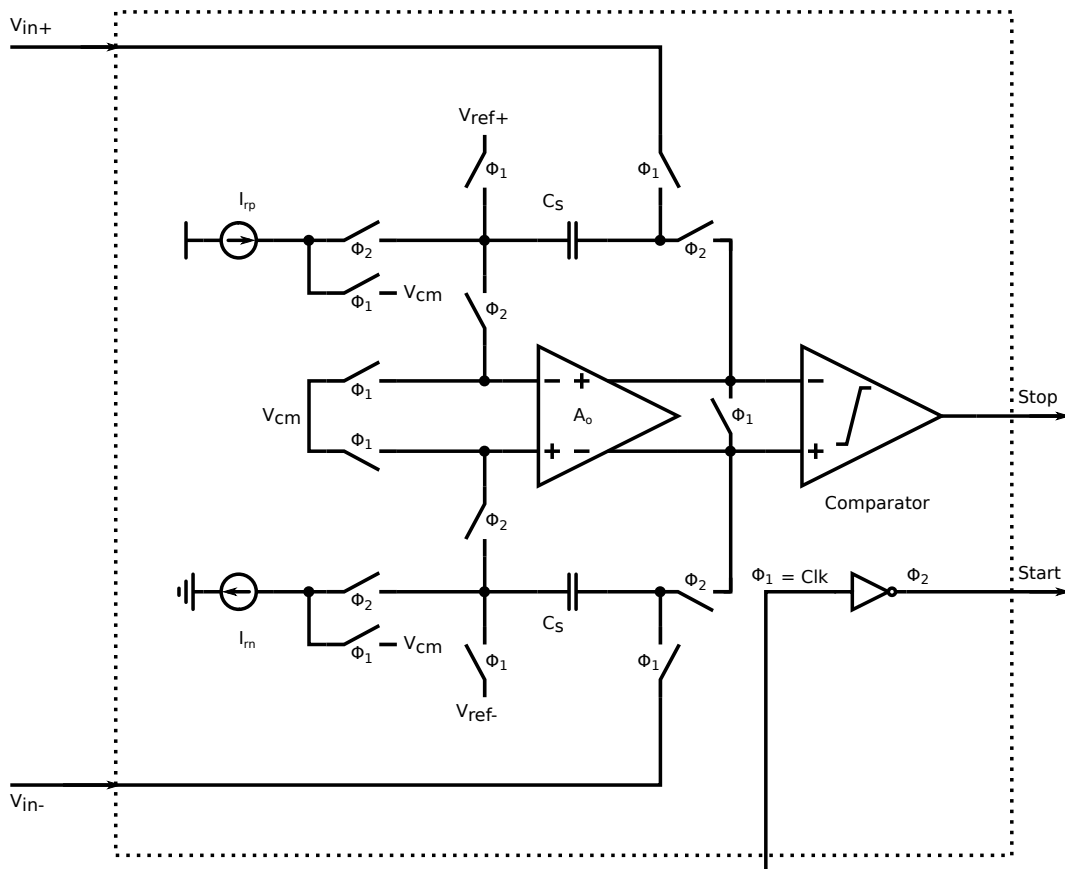 Vin+
Vref+
Φ1
Φ1
Irp
CS
Φ2
Φ2
Φ1
Vcm
Φ2
Φ1
− +
−
Vcm
Ao
Φ1
Stop
Φ1
+ −
+
Comparator
Φ2
Φ1 = Clk
Φ2
Start
Φ2
Φ2
Irn
CS
Φ1
Vcm
Φ1
Φ1
Vref-
Vin-